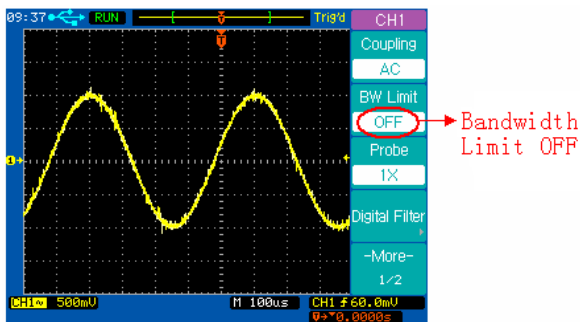 09:37 RUN Trig'd CH1
T
Coupling
AC
BW Limit
OFF
Bandwidth
Limit OFF
Probe
1X
Digital Filter
-More-
1/2
1
CH1~ 500mV M 100us CH1 60.0mV
0.0000s